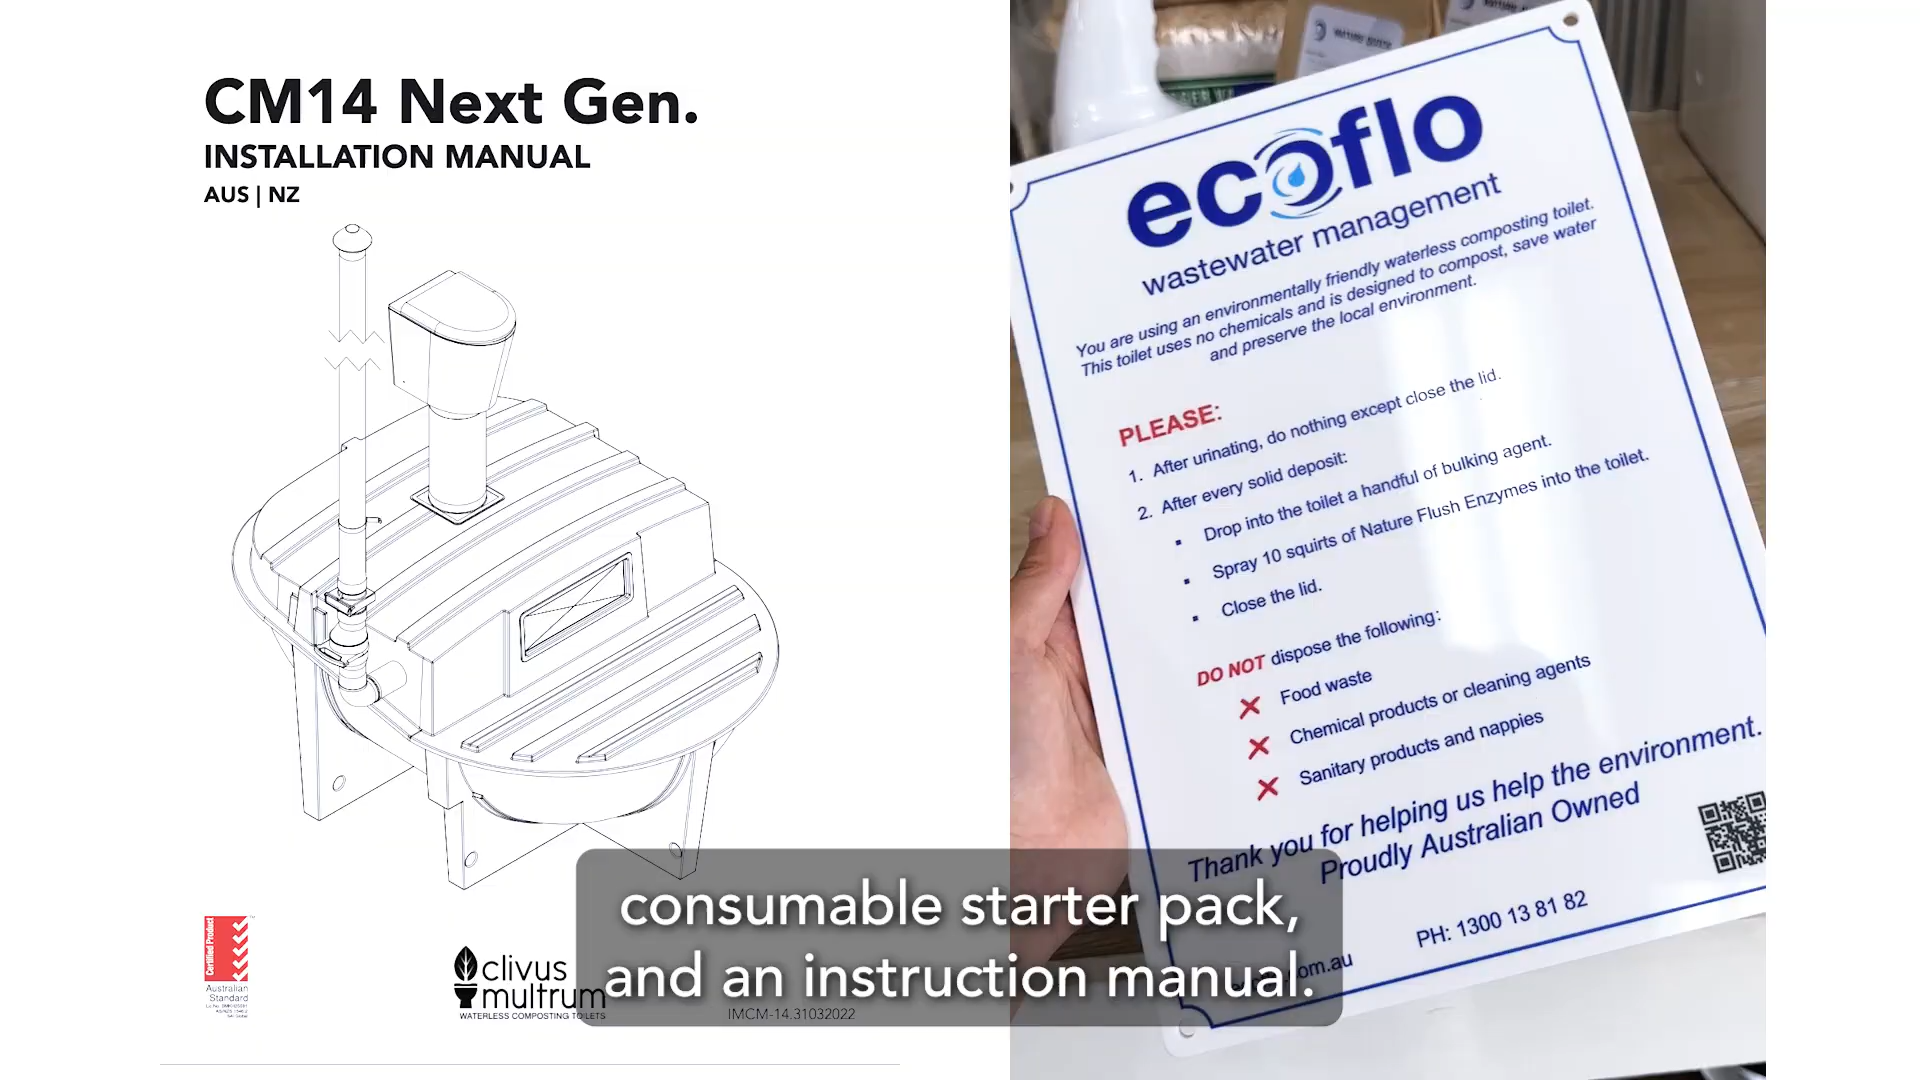 CM14 Next Gen.
INSTALLATION MANUAL
AUS | NZ
Certified Product
Australian
Standard
clivus
multrum
WATERLESS COMPOSTING TOILETS
IMCM-14.31032022
ecoflo
wastewater management
You are using an environmentally friendly waterless composting toilet.
This toilet uses no chemicals and is designed to compost, save water
and preserve the local environment.
PLEASE:
1. After urinating, do nothing except close the lid.
2. After every solid deposit:
▪ Drop into the toilet a handful of bulking agent.
▪ Spray 10 squirts of Nature Flush Enzymes into the toilet.
▪ Close the lid.
DO NOT dispose the following:
✕ Food waste
✕ Chemical products or cleaning agents
✕ Sanitary products and nappies
Thank you for helping us help the environment.
Proudly Australian Owned
PH: 1300 13 81 82
consumable starter pack,
and an instruction manual.